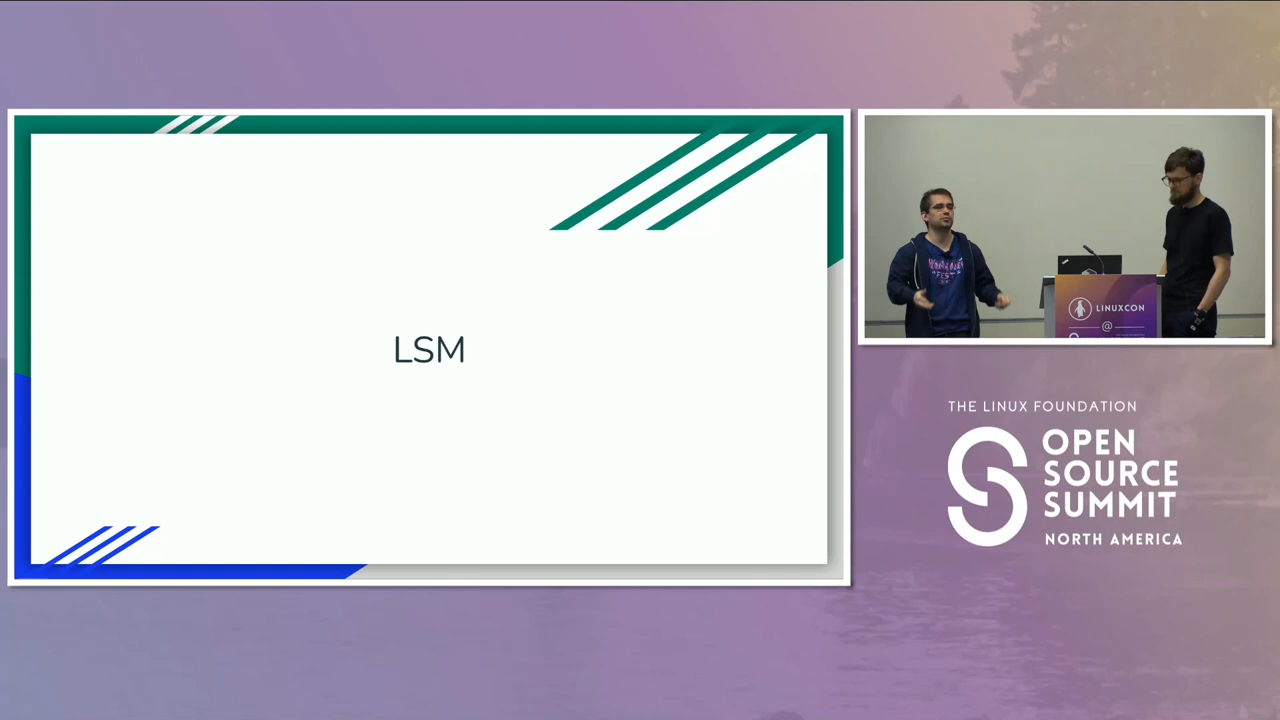 LSM
LINUXCON
@
THE LINUX FOUNDATION
OPEN
SOURCE
SUMMIT
NORTH AMERICA